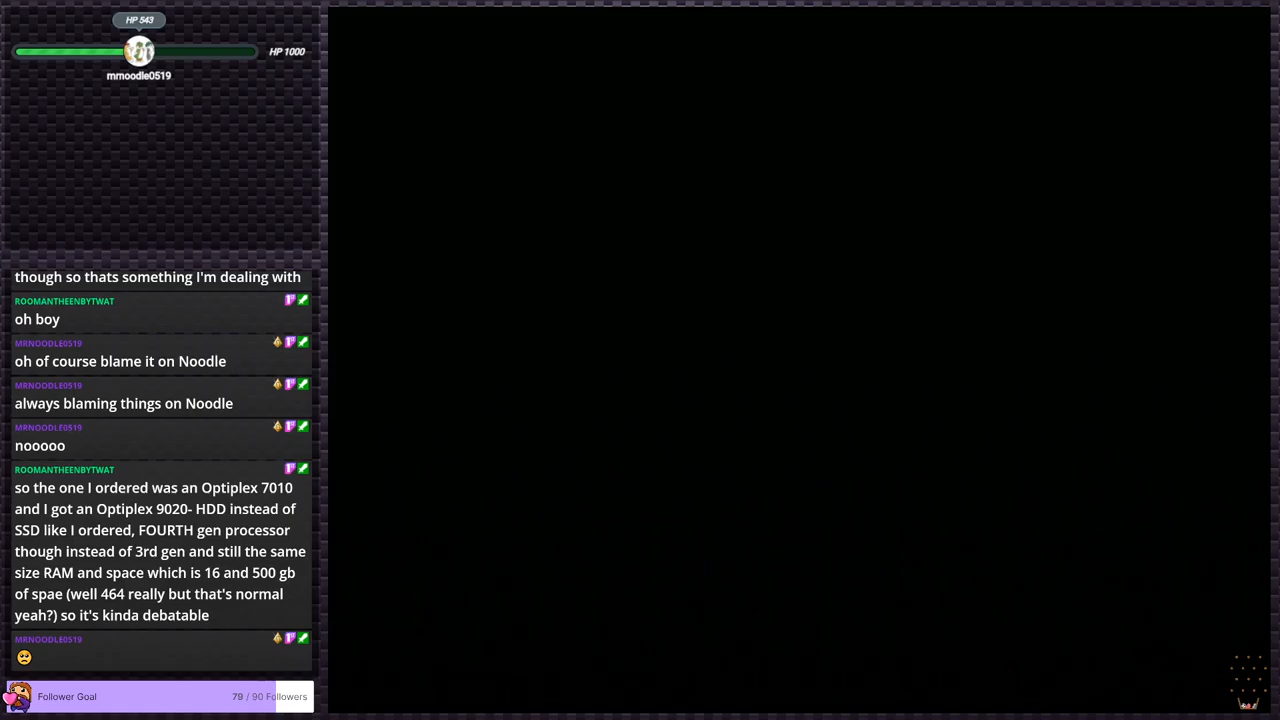 HP 543
HP 1000
mrnoodle0519
though so thats something I'm dealing with
ROOMANTHEENBYTWAT
oh boy
MRNOODLE0519
oh of course blame it on Noodle
MRNOODLE0519
always blaming things on Noodle
MRNOODLE0519
nooooo
ROOMANTHEENBYTWAT
so the one I ordered was an Optiplex 7010
and I got an Optiplex 9020- HDD instead of
SSD like I ordered, FOURTH gen processor
though instead of 3rd gen and still the same
size RAM and space which is 16 and 500 gb
of spae (well 464 really but that's normal
yeah?) so it's kinda debatable
MRNOODLE0519
Follower Goal
79 / 90 Followers